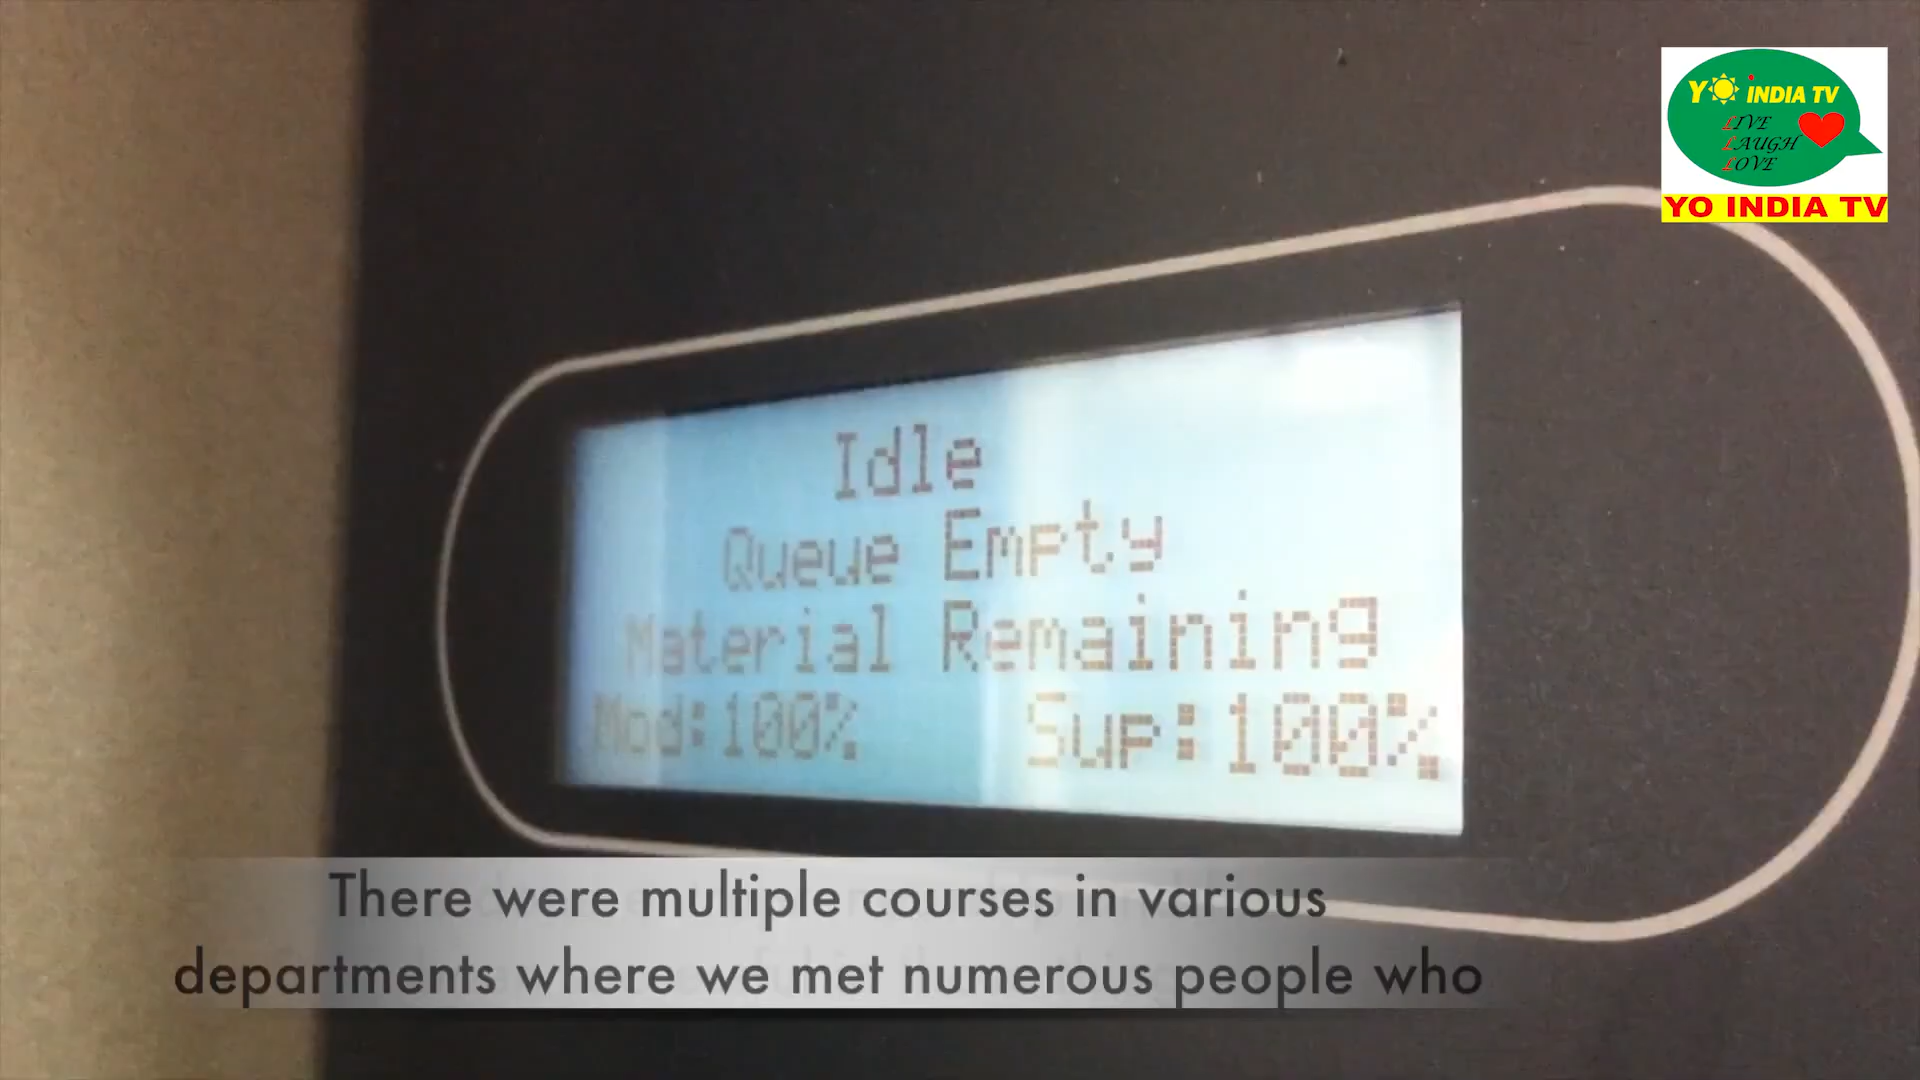 YO INDIA TV
LIVE
LAUGH
LOVE
YO INDIA TV
Idle
Queue Empty
Material Remaining
Mod:100% Sup:100%
There were multiple courses in various
departments where we met numerous people who